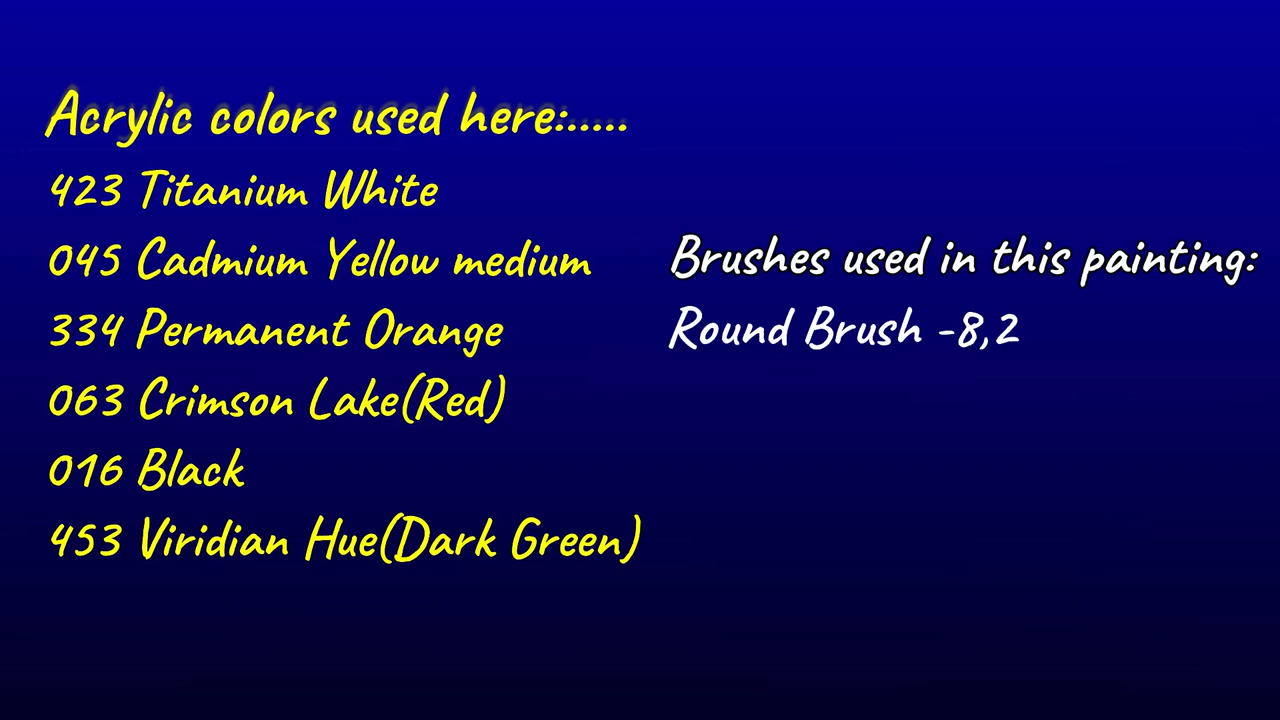 Acrylic colors used here:.....
423 Titanium White
045 Cadmium Yellow medium
334 Permanent Orange
063 Crimson Lake(Red)
016 Black
453 Viridian Hue(Dark Green)
Brushes used in this painting:
Round Brush -8,2